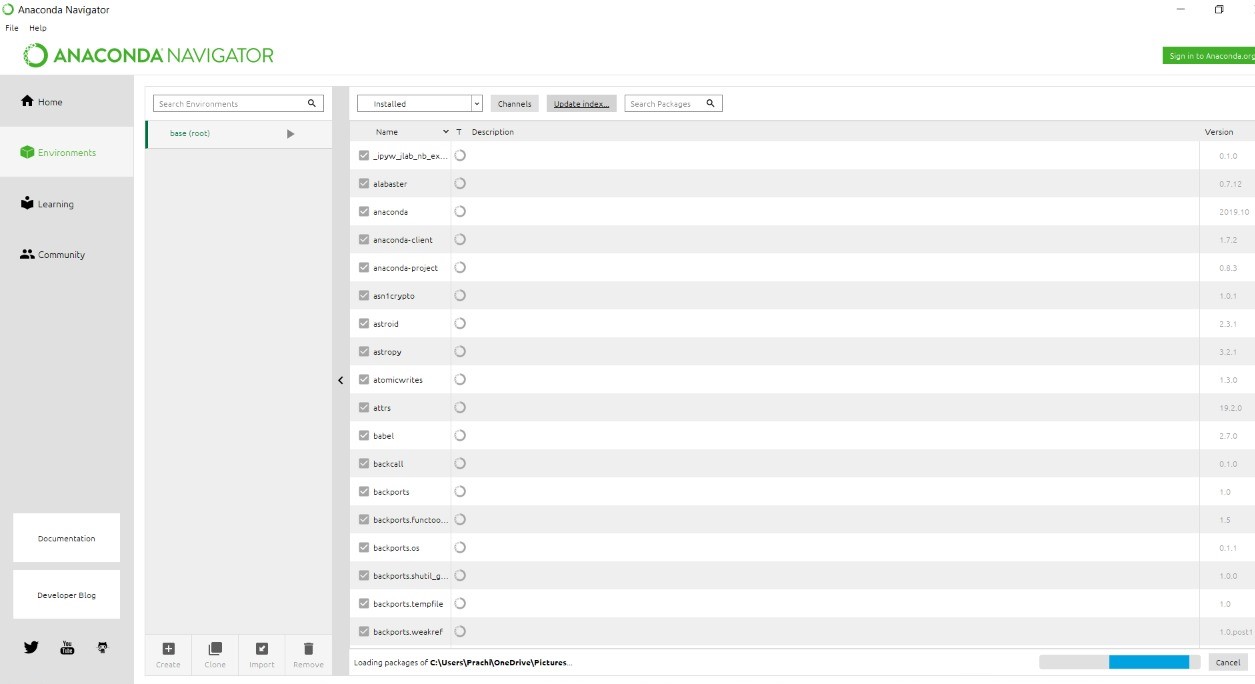 Anaconda Navigator
File Help
ANACONDA NAVIGATOR
Sign in to Anaconda.org
Home
Environments
Learning
Community
Documentation
Developer Blog
You
Tube
Search Environments
base (root)
Create Clone Import Remove
Installed Channels Update index... Search Packages
Name T Description Version
_ipyw_jlab_nb_ex... 0.1.0
alabaster 0.7.12
anaconda 2019.10
anaconda-client 1.7.2
anaconda-project 0.8.3
asn1crypto 1.0.1
astroid 2.3.1
astropy 3.2.1
atomicwrites 1.3.0
attrs 19.2.0
babel 2.7.0
backcall 0.1.0
backports 1.0
backports.functoo... 1.5
backports.os 0.1.1
backports.shutil_g... 1.0.0
backports.tempfile 1.0
backports.weakref 1.0.post1
Loading packages of C:\Users\Prachi\OneDrive\Pictures... Cancel